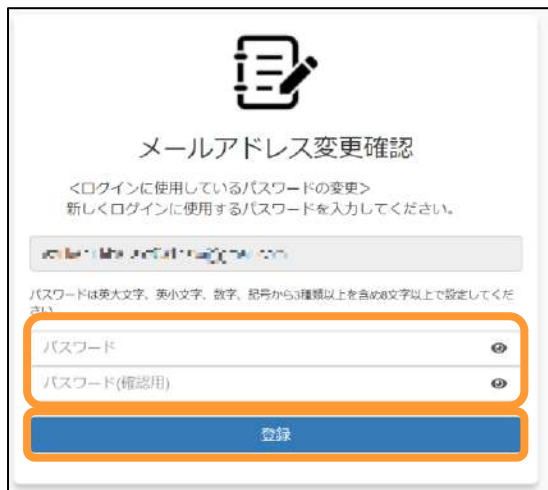 メールアドレス変更確認
<ログインに使用しているパスワードの変更>
新しくログインに使用するパスワードを入力してください。
パスワードは英大文字、英小文字、数字、記号から3種類以上を含め8文字以上で設定してくだ
さい
パスワード
パスワード(確認用)
登録